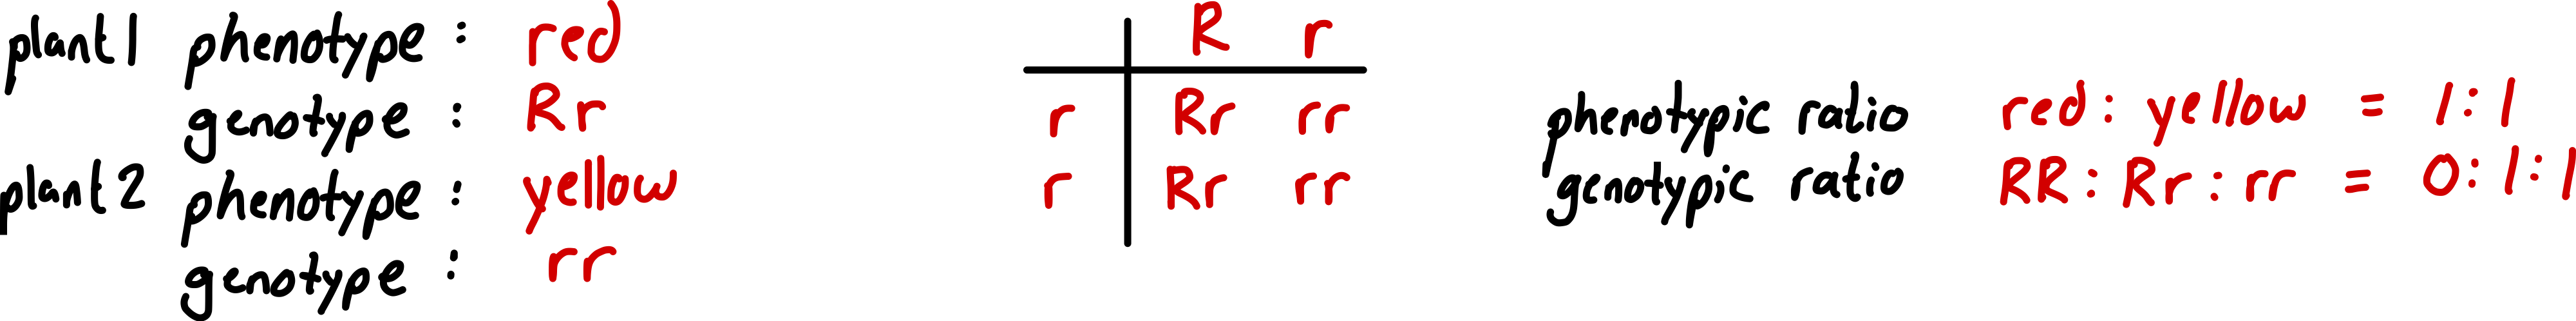 plant 1 phenotype : red
genotype : Rr
plant 2 phenotype : yellow
genotype : rr
R r
r Rr rr
r Rr rr
phenotypic ratio red : yellow = 1 : 1
genotypic ratio RR : Rr : rr = 0 : 1 : 1